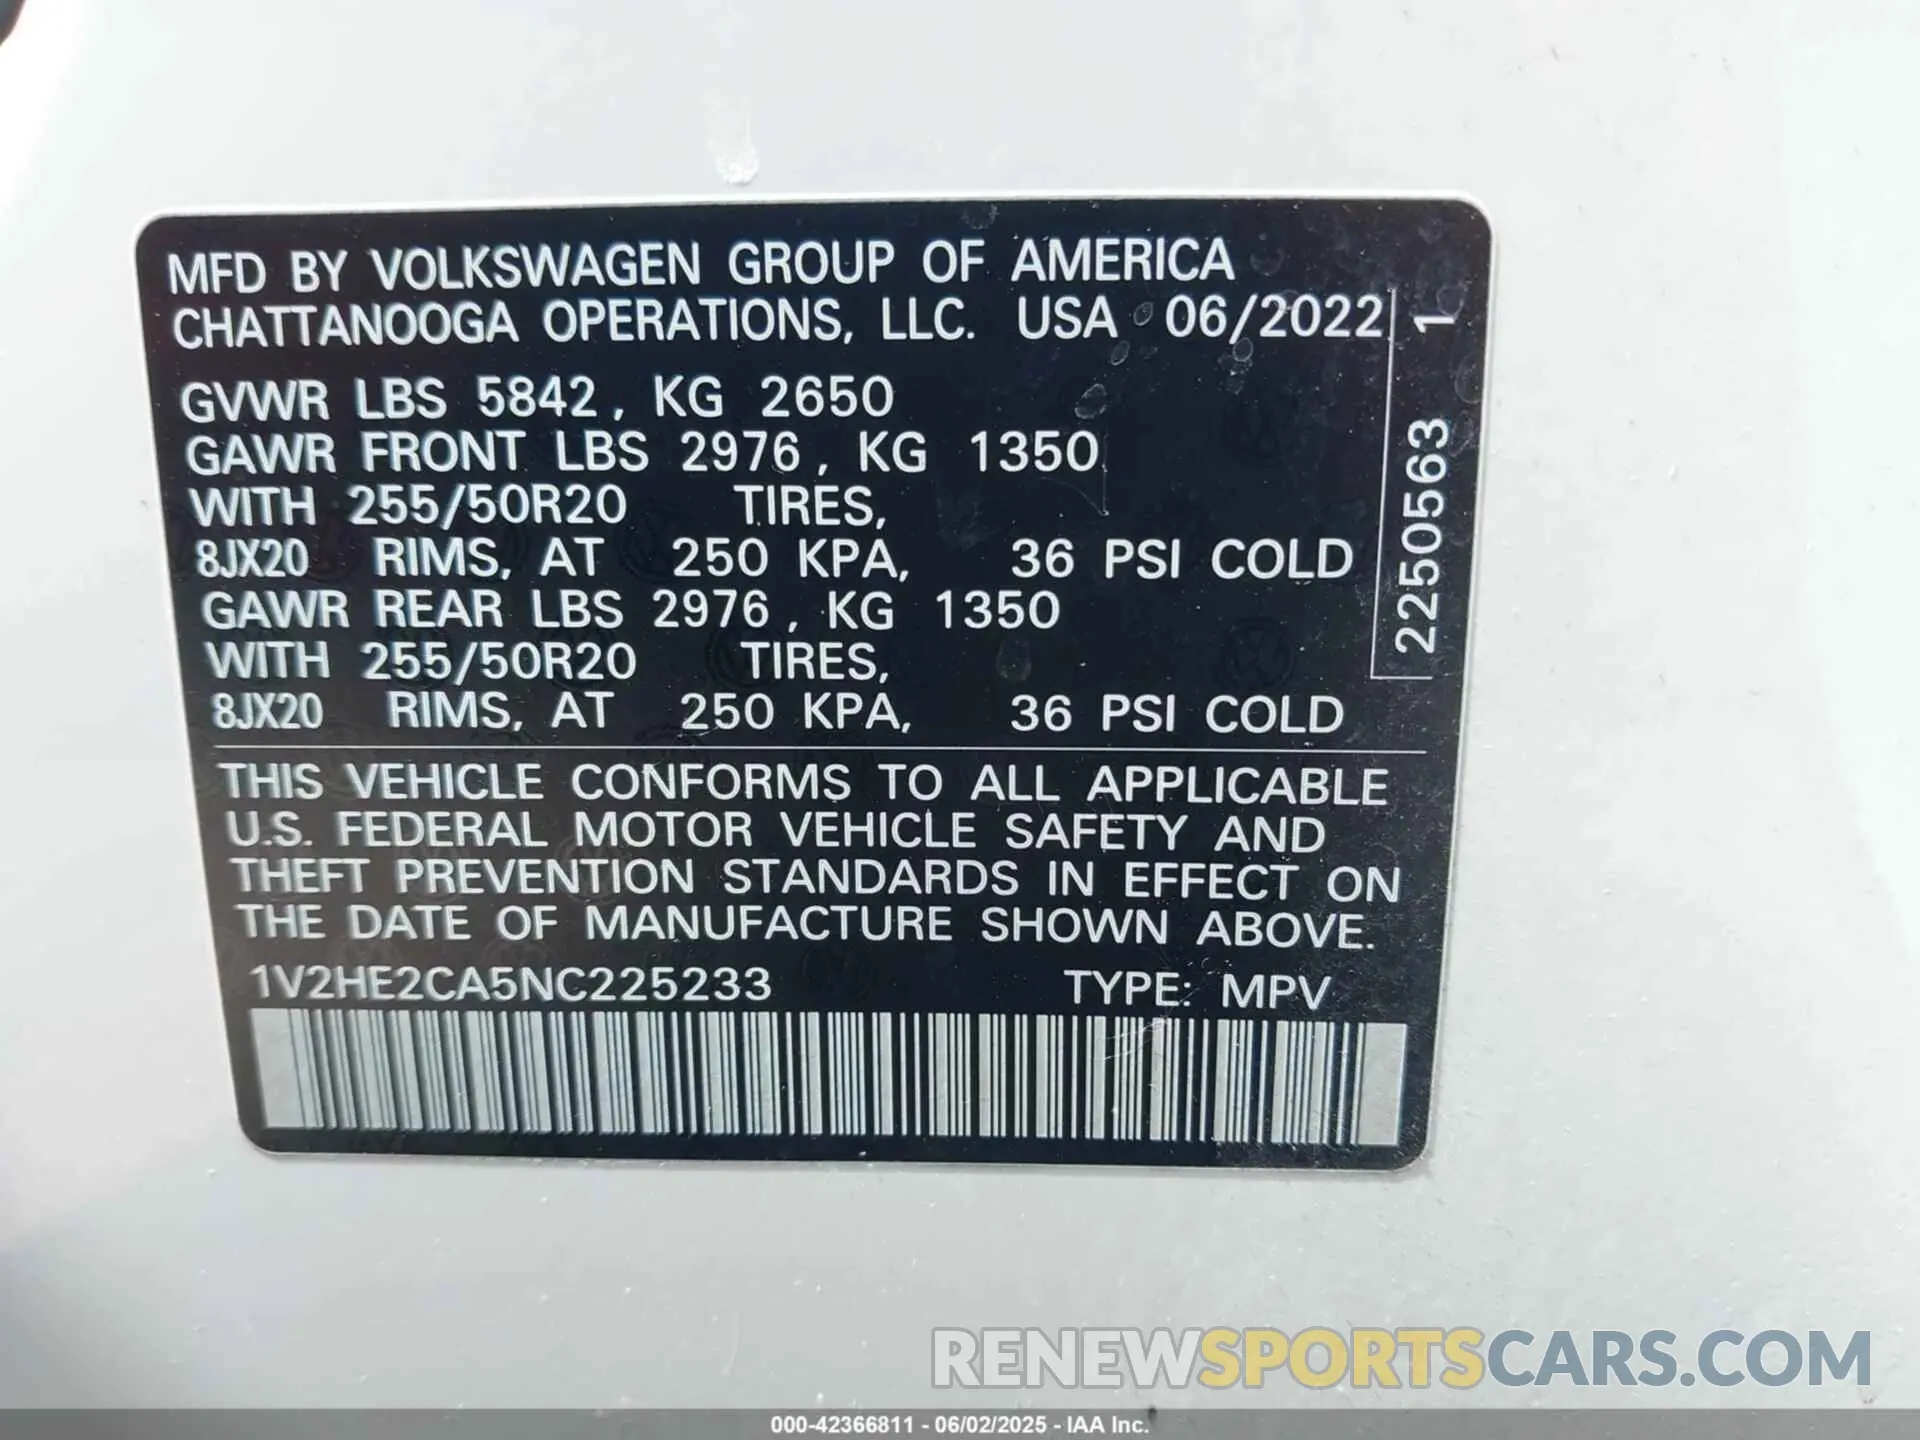 MFD BY VOLKSWAGEN GROUP OF AMERICA
CHATTANOOGA OPERATIONS, LLC. USA 06/2022
GVWR LBS 5842, KG 2650
GAWR FRONT LBS 2976, KG 1350
WITH 255/50R20 TIRES,
8JX20 RIMS, AT 250 KPA, 36 PSI COLD
GAWR REAR LBS 2976, KG 1350
WITH 255/50R20 TIRES,
8JX20 RIMS, AT 250 KPA, 36 PSI COLD
2250563 1
THIS VEHICLE CONFORMS TO ALL APPLICABLE
U.S. FEDERAL MOTOR VEHICLE SAFETY AND
THEFT PREVENTION STANDARDS IN EFFECT ON
THE DATE OF MANUFACTURE SHOWN ABOVE.
1V2HE2CA5NC225233 TYPE: MPV
RENEWSPORTSCARS.COM
000-42366811 - 06/02/2025 - IAA Inc.